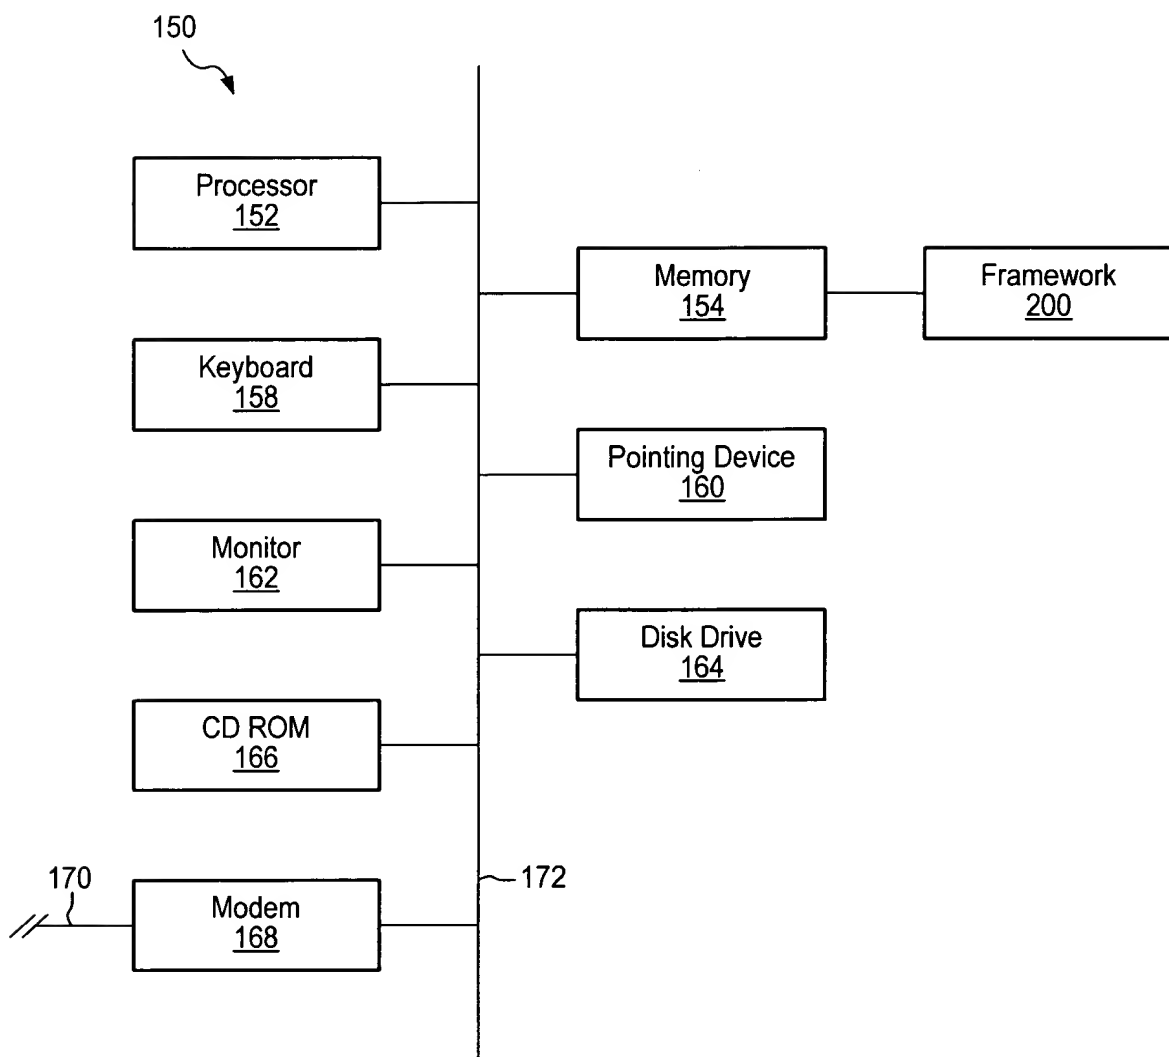 150
Processor
152
Memory
154
Framework
200
Keyboard
158
Pointing Device
160
Monitor
162
Disk Drive
164
CD ROM
166
170
Modem
168
172